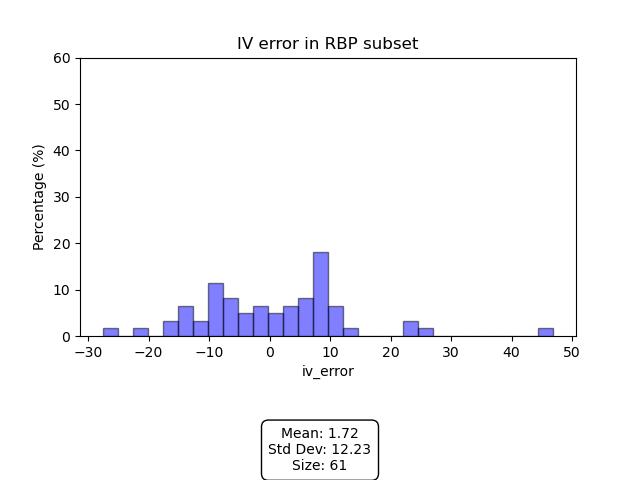 IV error in RBP subset
60
50
40
30
20
10
0
Percentage (%)
−30 −20 −10 0 10 20 30 40 50
iv_error
Mean: 1.72
Std Dev: 12.23
Size: 61